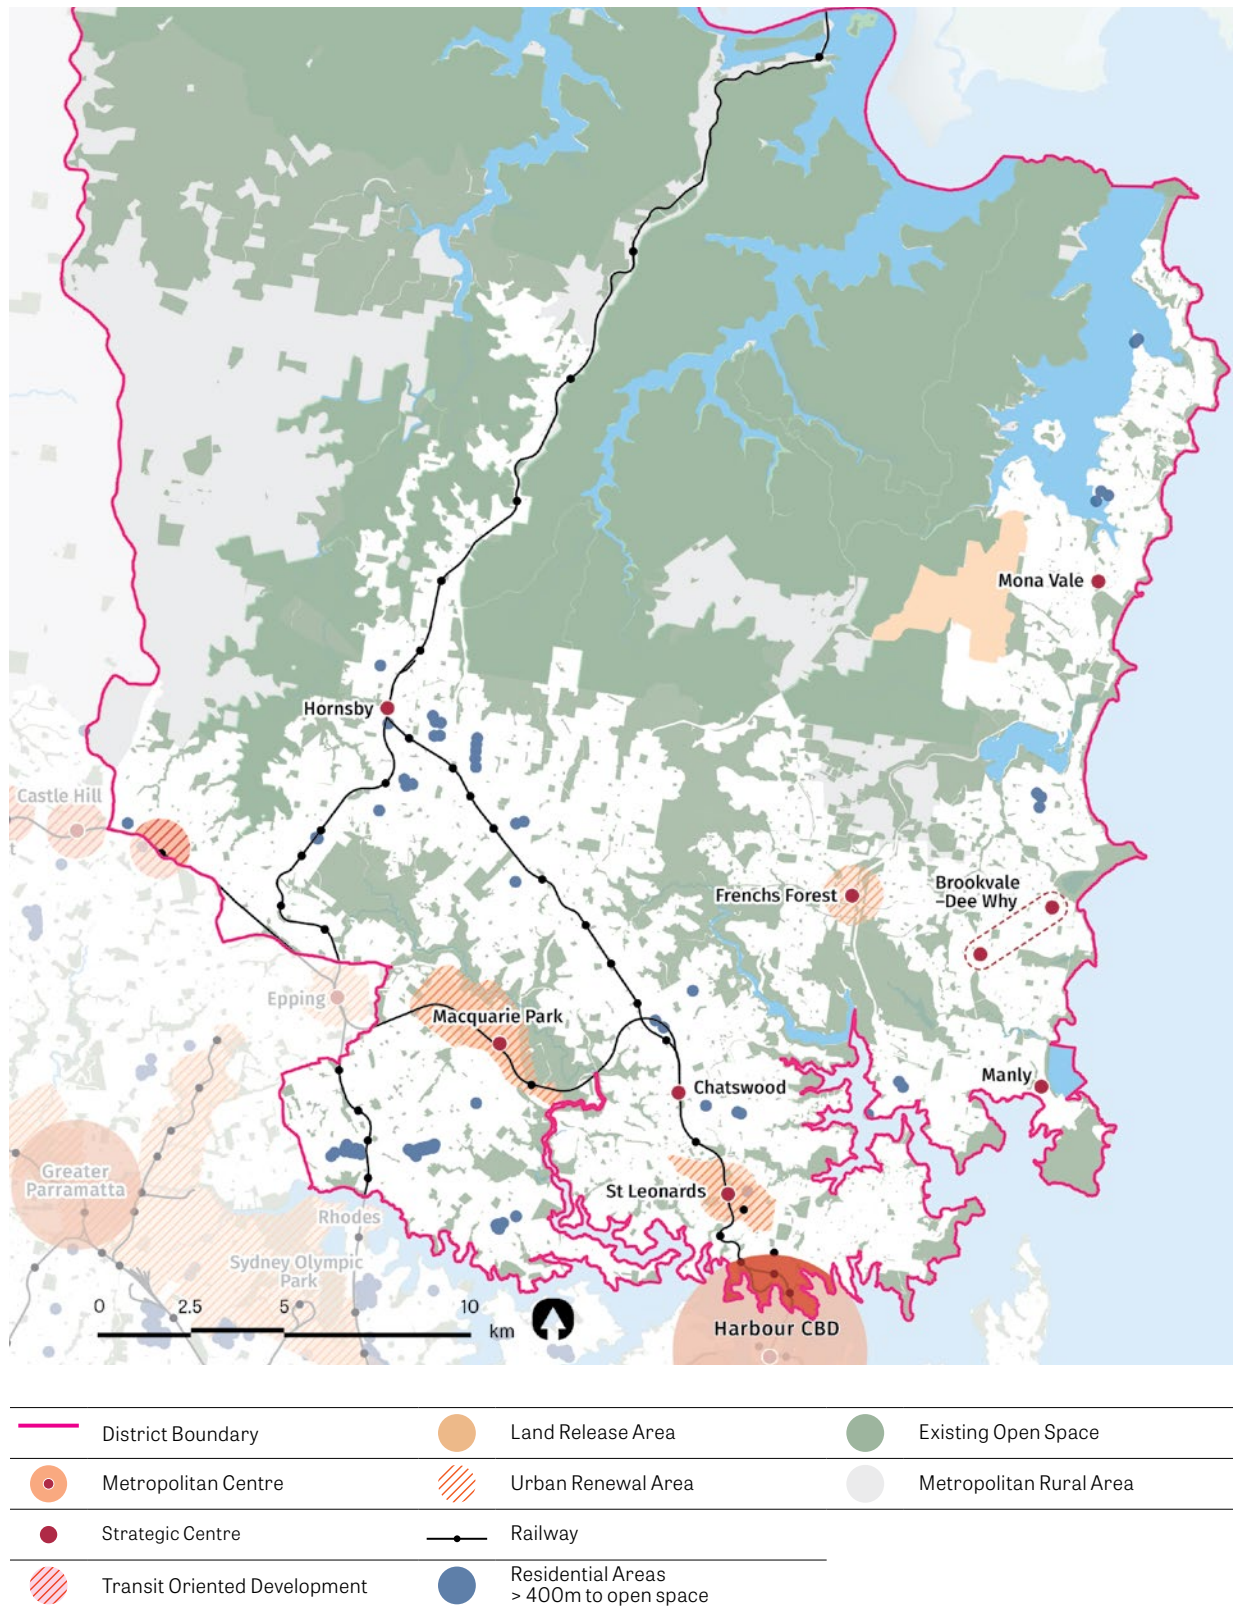 Mona Vale
Hornsby
Castle Hill
Frenchs Forest
Brookvale
–Dee Why
Epping
Macquarie Park
Manly
Chatswood
Greater
Parramatta
St Leonards
Rhodes
Sydney Olympic
Park
0 2.5 5 10
km
Harbour CBD
District Boundary
Land Release Area
Existing Open Space
Metropolitan Centre
Urban Renewal Area
Metropolitan Rural Area
Strategic Centre
Railway
Transit Oriented Development
Residential Areas
> 400m to open space